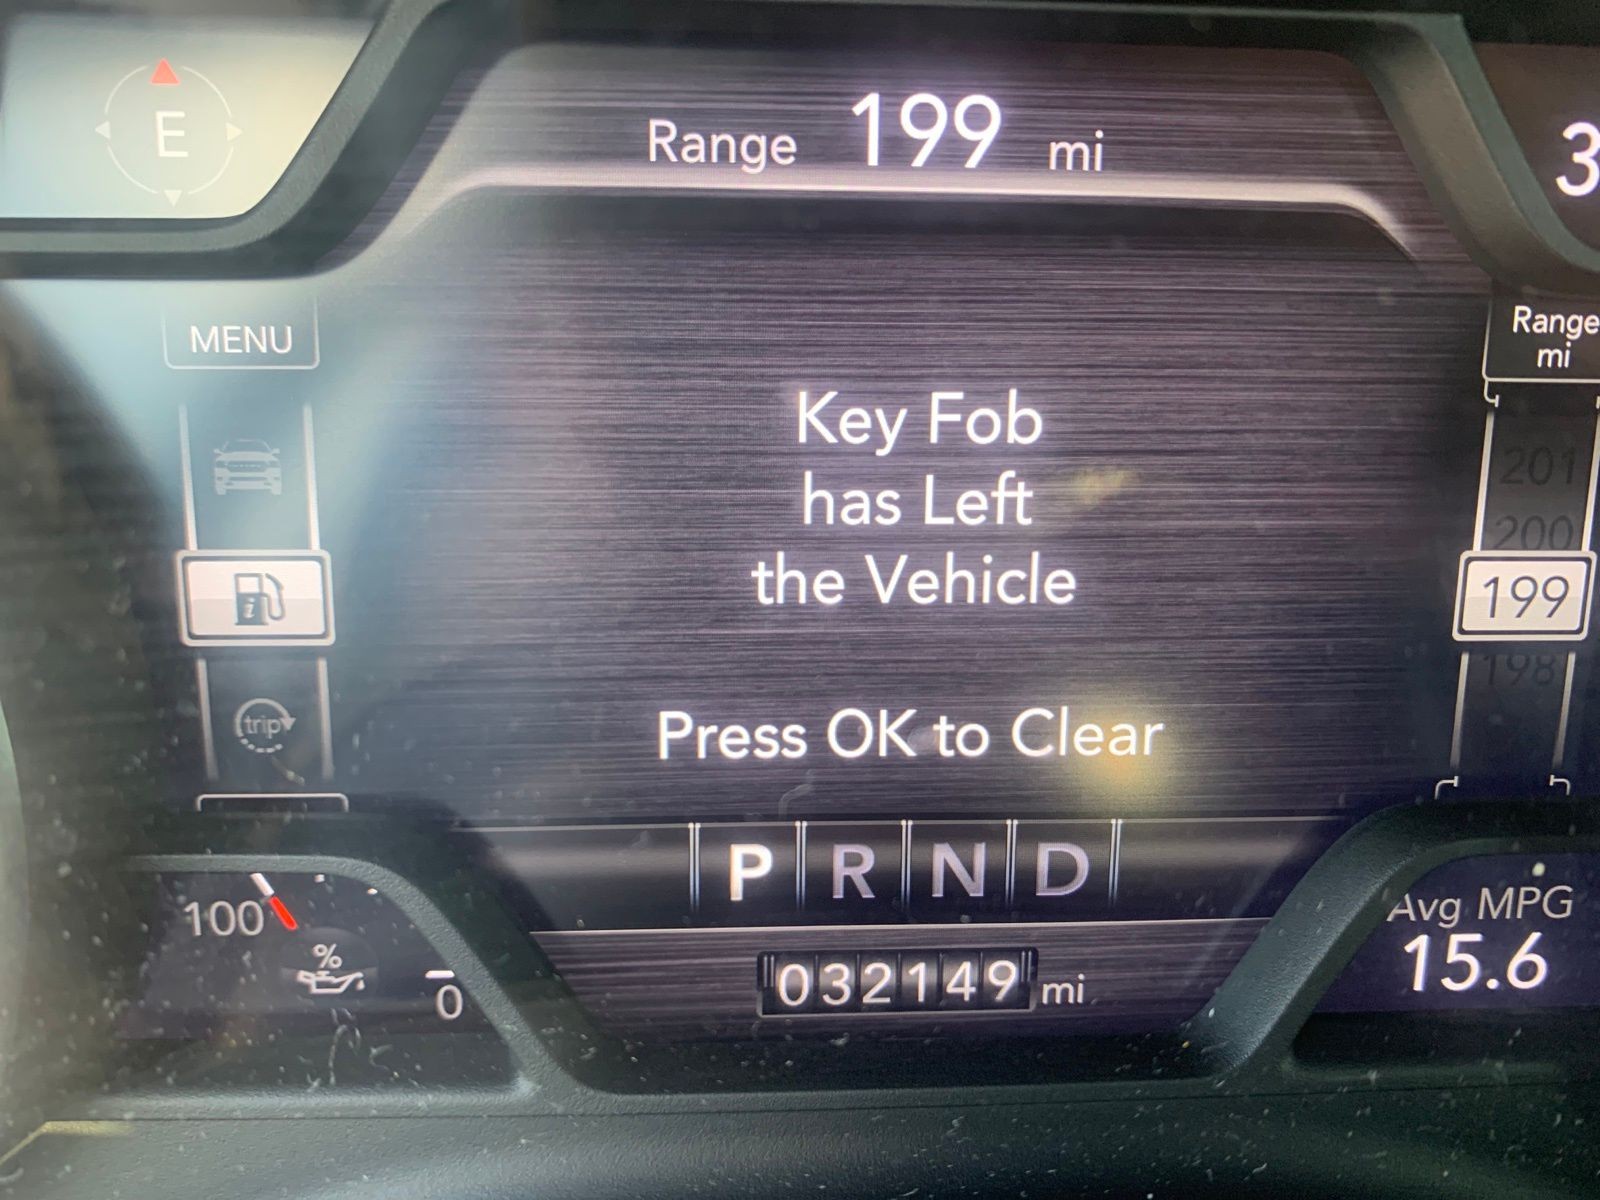 E
Range 199 mi
3
MENU
Range
mi
Key Fob
has Left
the Vehicle
201
200
199
198
trip
Press OK to Clear
P R N D
100
%
0
032149 mi
Avg MPG
15.6